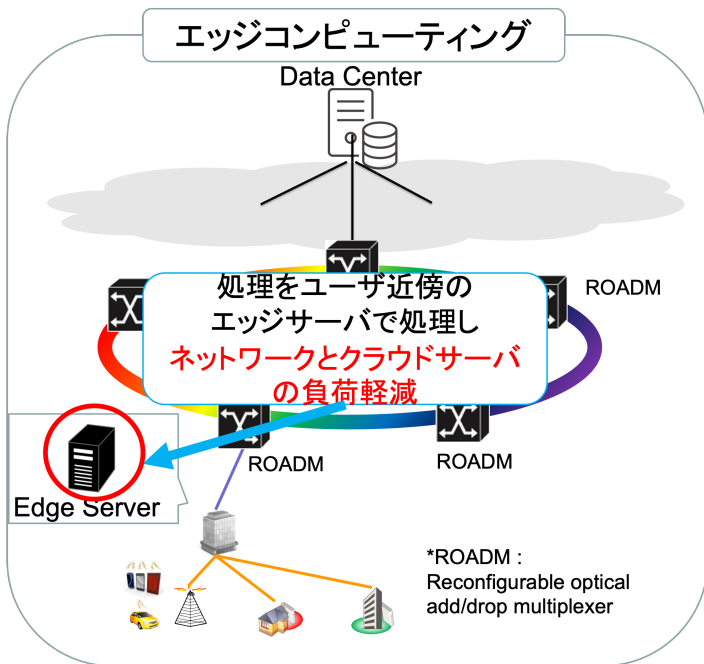 エッジコンピューティング
Data Center
ROADM
処理をユーザ近傍の
エッジサーバで処理し
ネットワークとクラウドサーバ
の負荷軽減
ROADM
ROADM
Edge Server
*ROADM :
Reconfigurable optical
add/drop multiplexer